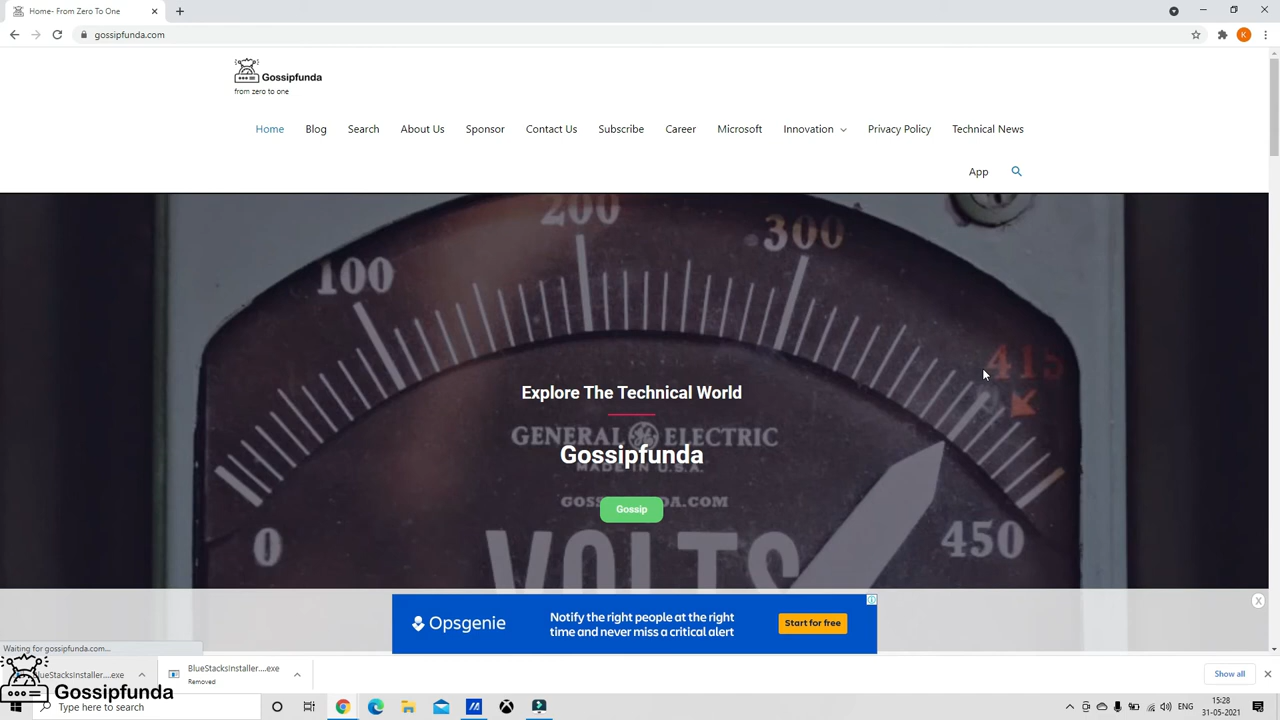 Home- From Zero To One
gossipfunda.com
Gossipfunda
from zero to one
Home Blog Search About Us Sponsor Contact Us Subscribe Career Microsoft Innovation Privacy Policy Technical News
App
100
200
300
415
Explore The Technical World
GENERAL ELECTRIC
Gossipfunda
MADE IN U.S.A.
Gossip
0
VOLTS
450
Opsgenie
Notify the right people at the right
time and never miss a critical alert
Start for free
X
Waiting for gossipfunda.com...
BlueStacksInstaller....exe
Removed
Show all
Gossipfunda
Type here to search
ENG
15:28
31-05-2021
K